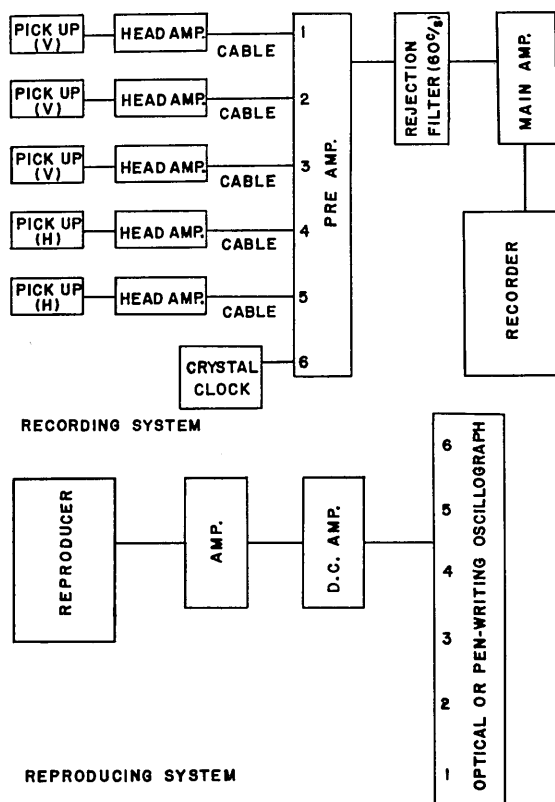 PICK UP
(V)
HEAD AMP.
CABLE
1
PICK UP
(V)
HEAD AMP.
CABLE
2
PICK UP
(V)
HEAD AMP.
CABLE
3
PICK UP
(H)
HEAD AMP.
CABLE
4
PICK UP
(H)
HEAD AMP.
CABLE
5
CRYSTAL
CLOCK
6
PRE AMP.
REJECTION
FILTER (60 c/s)
MAIN AMP.
RECORDER
RECORDING SYSTEM
REPRODUCER
AMP.
D.C. AMP.
6
5
4
3
2
1
OPTICAL OR PEN-WRITING OSCILLOGRAPH
REPRODUCING SYSTEM